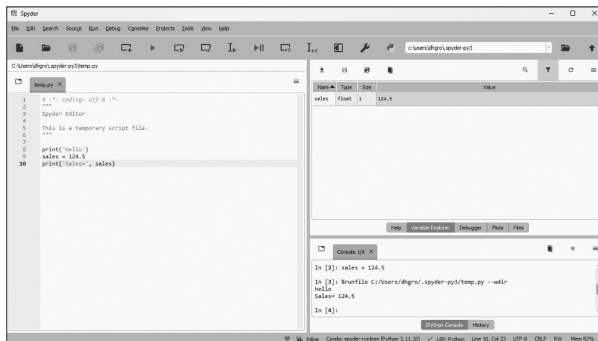 Spyder
File Edit Search Source Run Debug Consoles Projects Tools View Help
c:\users\dhgro\.spyder-py3
C:\Users\dhgro\.spyder-py3\temp.py
temp.py
1 # -*- coding: utf-8 -*-
2 """
3 Spyder Editor
4
5 This is a temporary script file.
6 """
7
8 print('hello')
9 sales = 124.5
10 print('Sales=', sales)
Nam Type Size Value
sales float 1 124.5
Help Variable Explorer Debugger Plots Files
Console 1/A
In [2]: sales = 124.5
In [3]: %runfile C:/Users/dhgro/.spyder-py3/temp.py --wdir
hello
Sales= 124.5
In [4]:
IPython Console History
Inline Conda: spyder-runtime (Python 3.11.10) LSP: Python Line 10, Col 23 UTF-8 CRLF RW Mem 92%